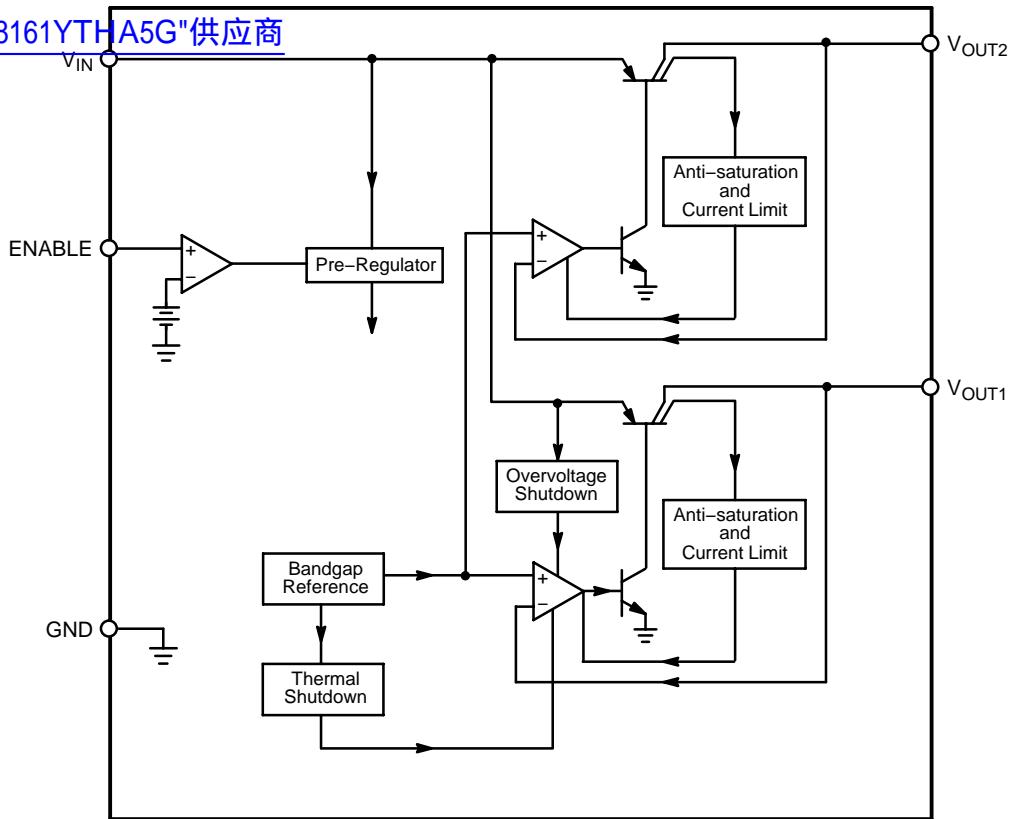 8161YTHA5G"供应商
VIN
VOUT2
Anti−saturation
and
Current Limit
ENABLE
+
−
Pre−Regulator
+
−
VOUT1
Overvoltage
Shutdown
Anti−saturation
and
Current Limit
Bandgap
Reference
+
−
GND
Thermal
Shutdown